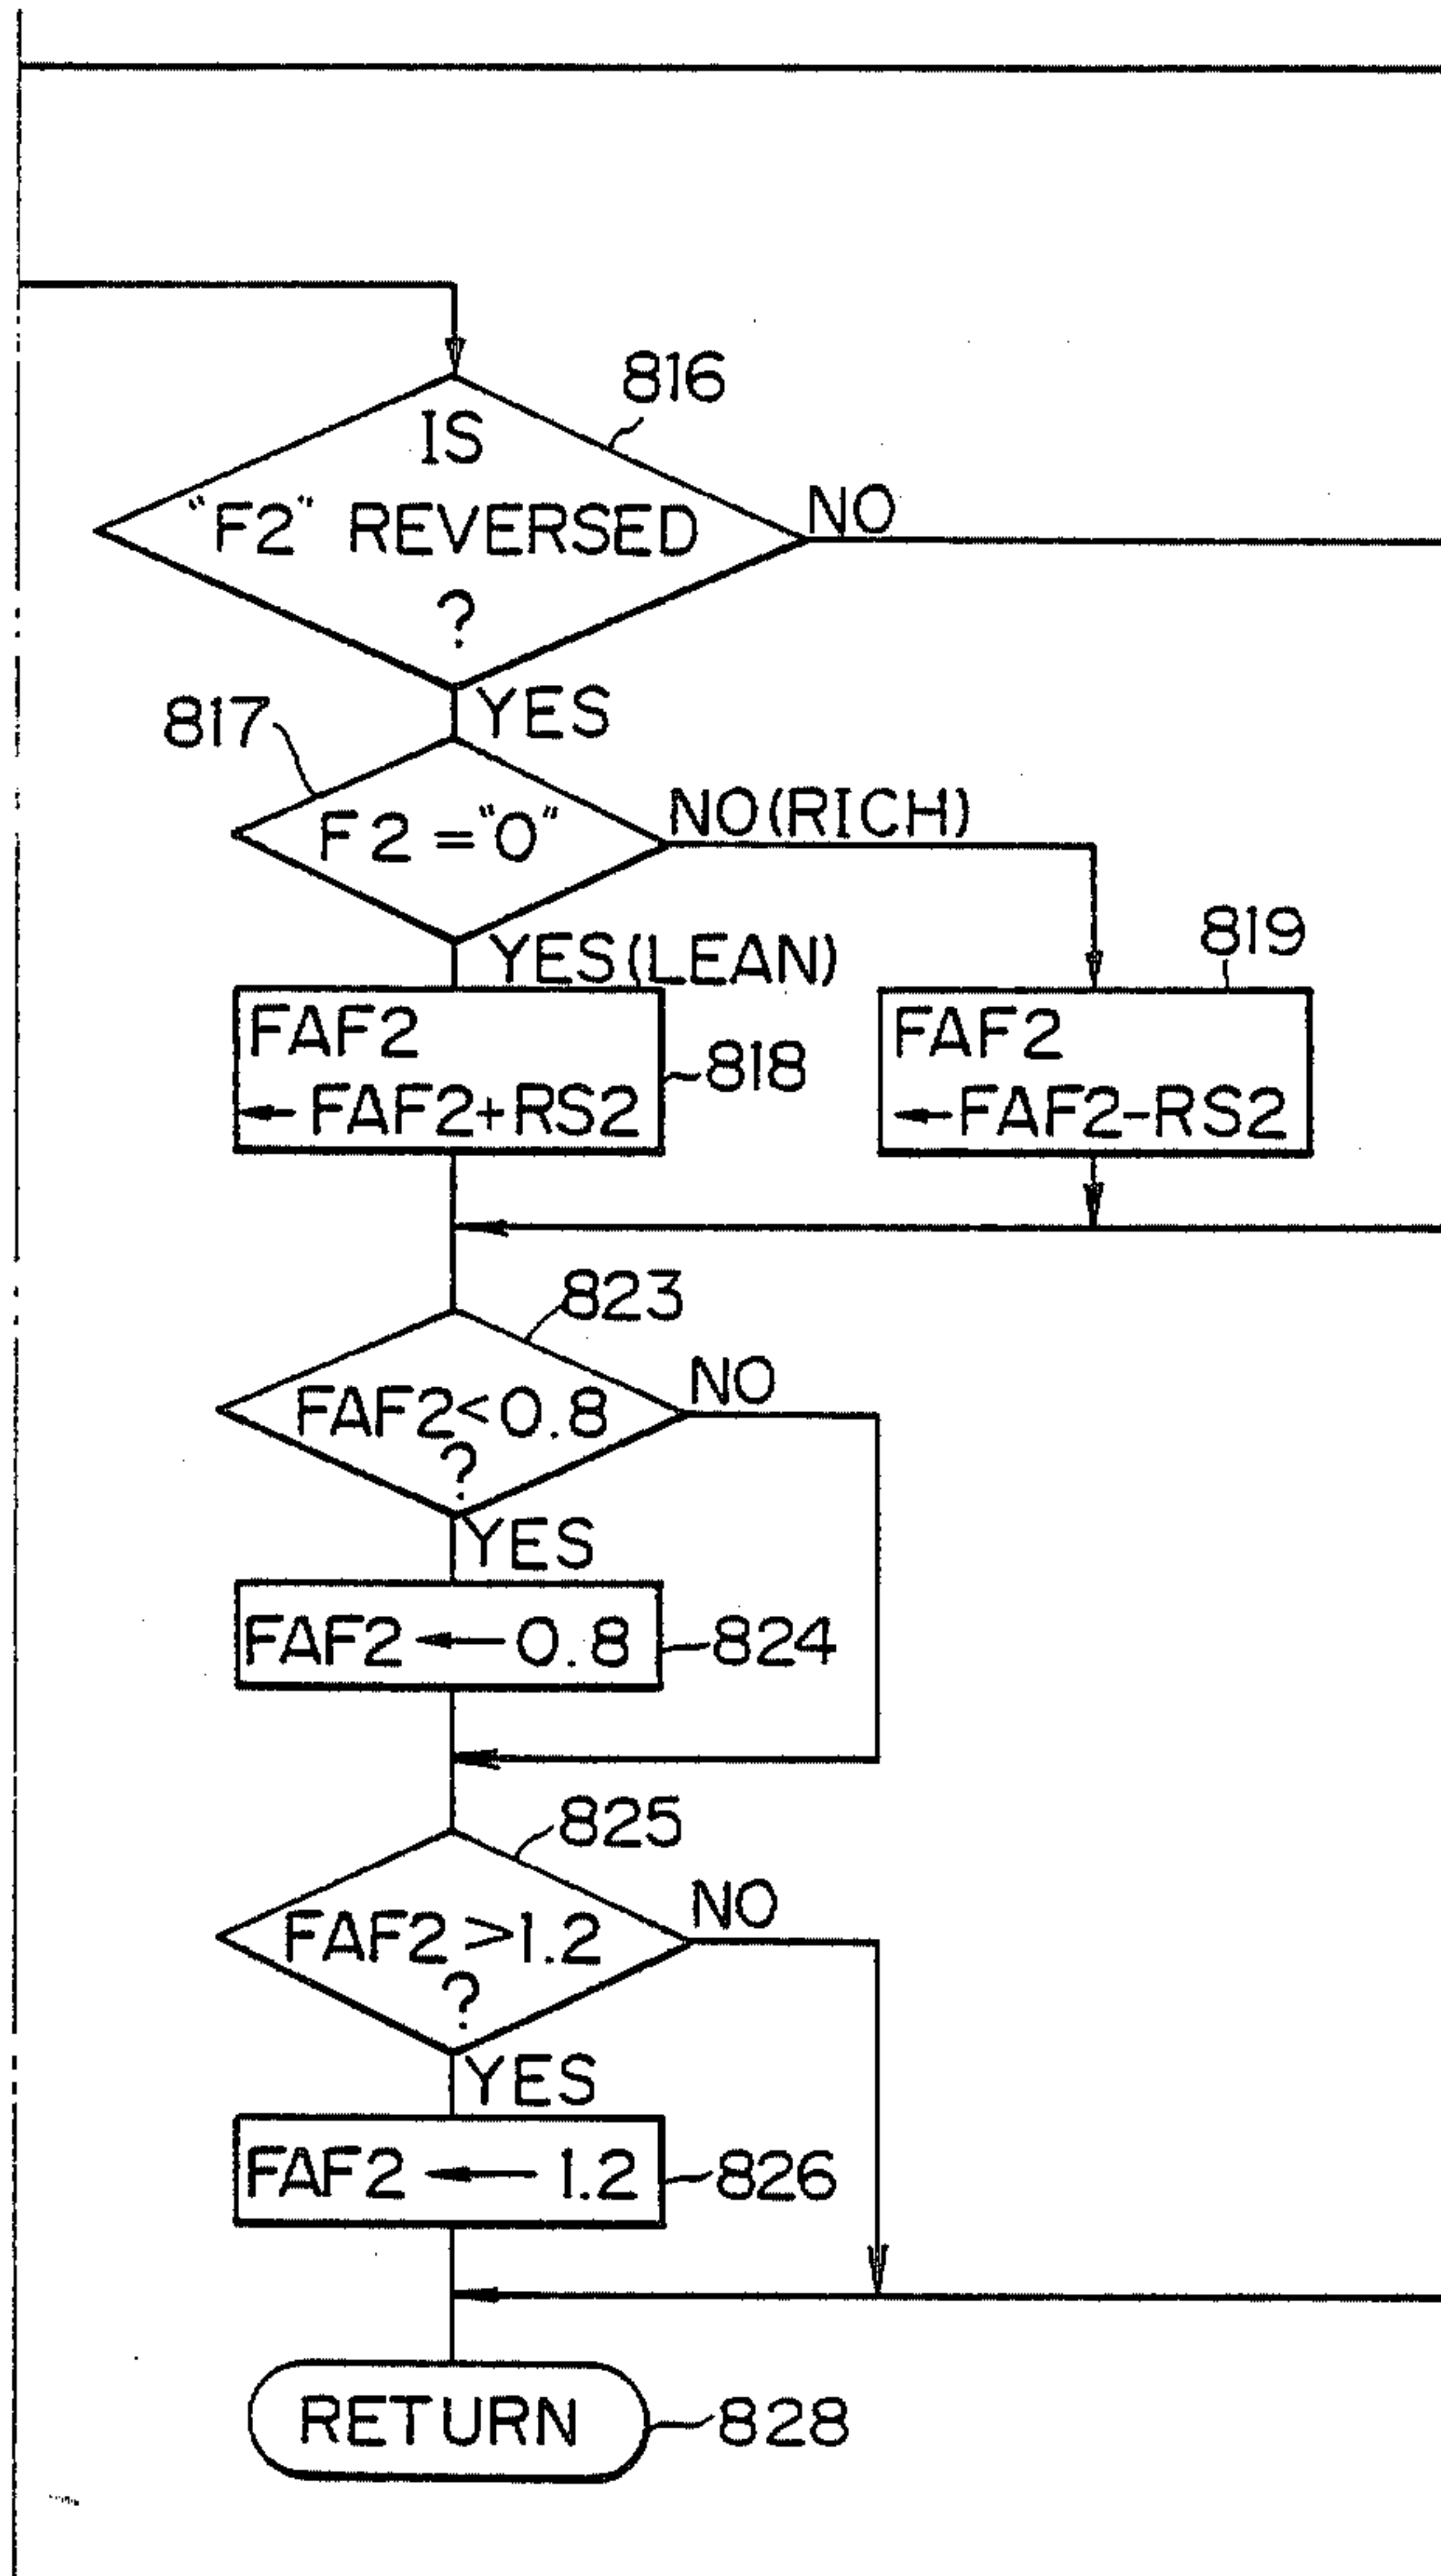 816
IS
"F2" REVERSED
?
NO
YES
817
F2="0"
NO(RICH)
YES(LEAN)
819
FAF2
←FAF2+RS2
818
FAF2
←FAF2-RS2
823
FAF2<0.8
?
NO
YES
FAF2←0.8
824
825
FAF2>1.2
?
NO
YES
FAF2←1.2
826
RETURN
828